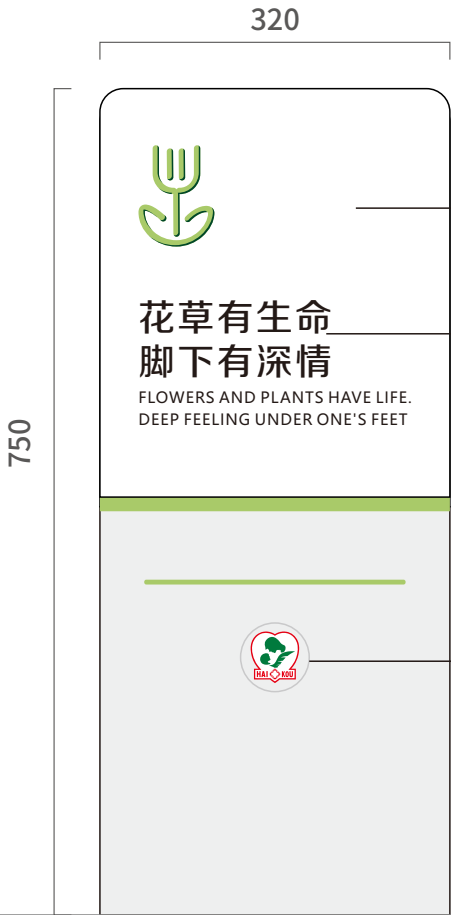 320
750
花草有生命
脚下有深情
FLOWERS AND PLANTS HAVE LIFE.
DEEP FEELING UNDER ONE'S FEET
HAI KOU